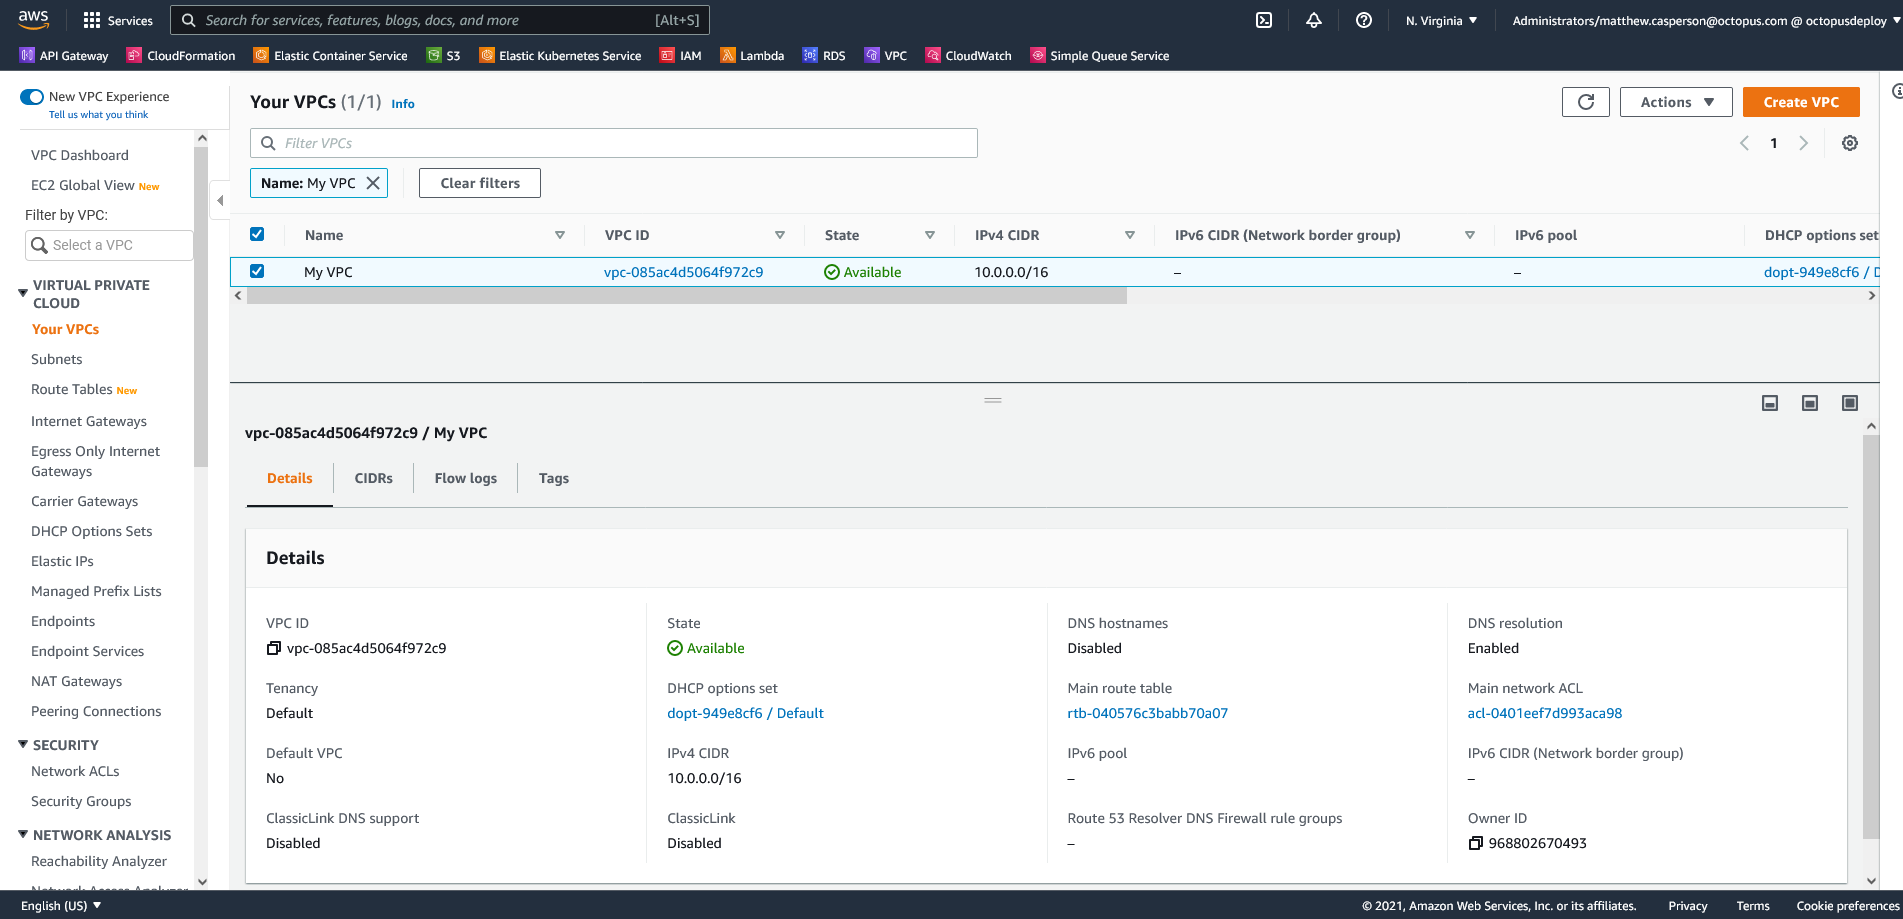 aws
Services
Search for services, features, blogs, docs, and more [Alt+S]
N. Virginia
Administrators/matthew.casperson@octopus.com @ octopusdeploy
API Gateway CloudFormation Elastic Container Service S3 Elastic Kubernetes Service IAM Lambda RDS VPC CloudWatch Simple Queue Service
New VPC Experience
Tell us what you think
VPC Dashboard
EC2 Global View New
Filter by VPC:
Select a VPC
VIRTUAL PRIVATE
CLOUD
Your VPCs
Subnets
Route Tables New
Internet Gateways
Egress Only Internet
Gateways
Carrier Gateways
DHCP Options Sets
Elastic IPs
Managed Prefix Lists
Endpoints
Endpoint Services
NAT Gateways
Peering Connections
SECURITY
Network ACLs
Security Groups
NETWORK ANALYSIS
Reachability Analyzer
Network Access Analyzer
Your VPCs (1/1) Info
Actions
Create VPC
Filter VPCs
1
Name: My VPC
Clear filters
Name VPC ID State IPv4 CIDR IPv6 CIDR (Network border group) IPv6 pool DHCP options set
My VPC vpc-085ac4d5064f972c9 Available 10.0.0.0/16 – – dopt-949e8cf6 / D
vpc-085ac4d5064f972c9 / My VPC
Details CIDRs Flow logs Tags
Details
VPC ID State DNS hostnames DNS resolution
vpc-085ac4d5064f972c9 Available Disabled Enabled
Tenancy DHCP options set Main route table Main network ACL
Default dopt-949e8cf6 / Default rtb-040576c3babb70a07 acl-0401eef7d993aca98
Default VPC IPv4 CIDR IPv6 pool IPv6 CIDR (Network border group)
No 10.0.0.0/16 – –
ClassicLink DNS support ClassicLink Route 53 Resolver DNS Firewall rule groups Owner ID
Disabled Disabled – 968802670493
English (US)
© 2021, Amazon Web Services, Inc. or its affiliates. Privacy Terms Cookie preferences